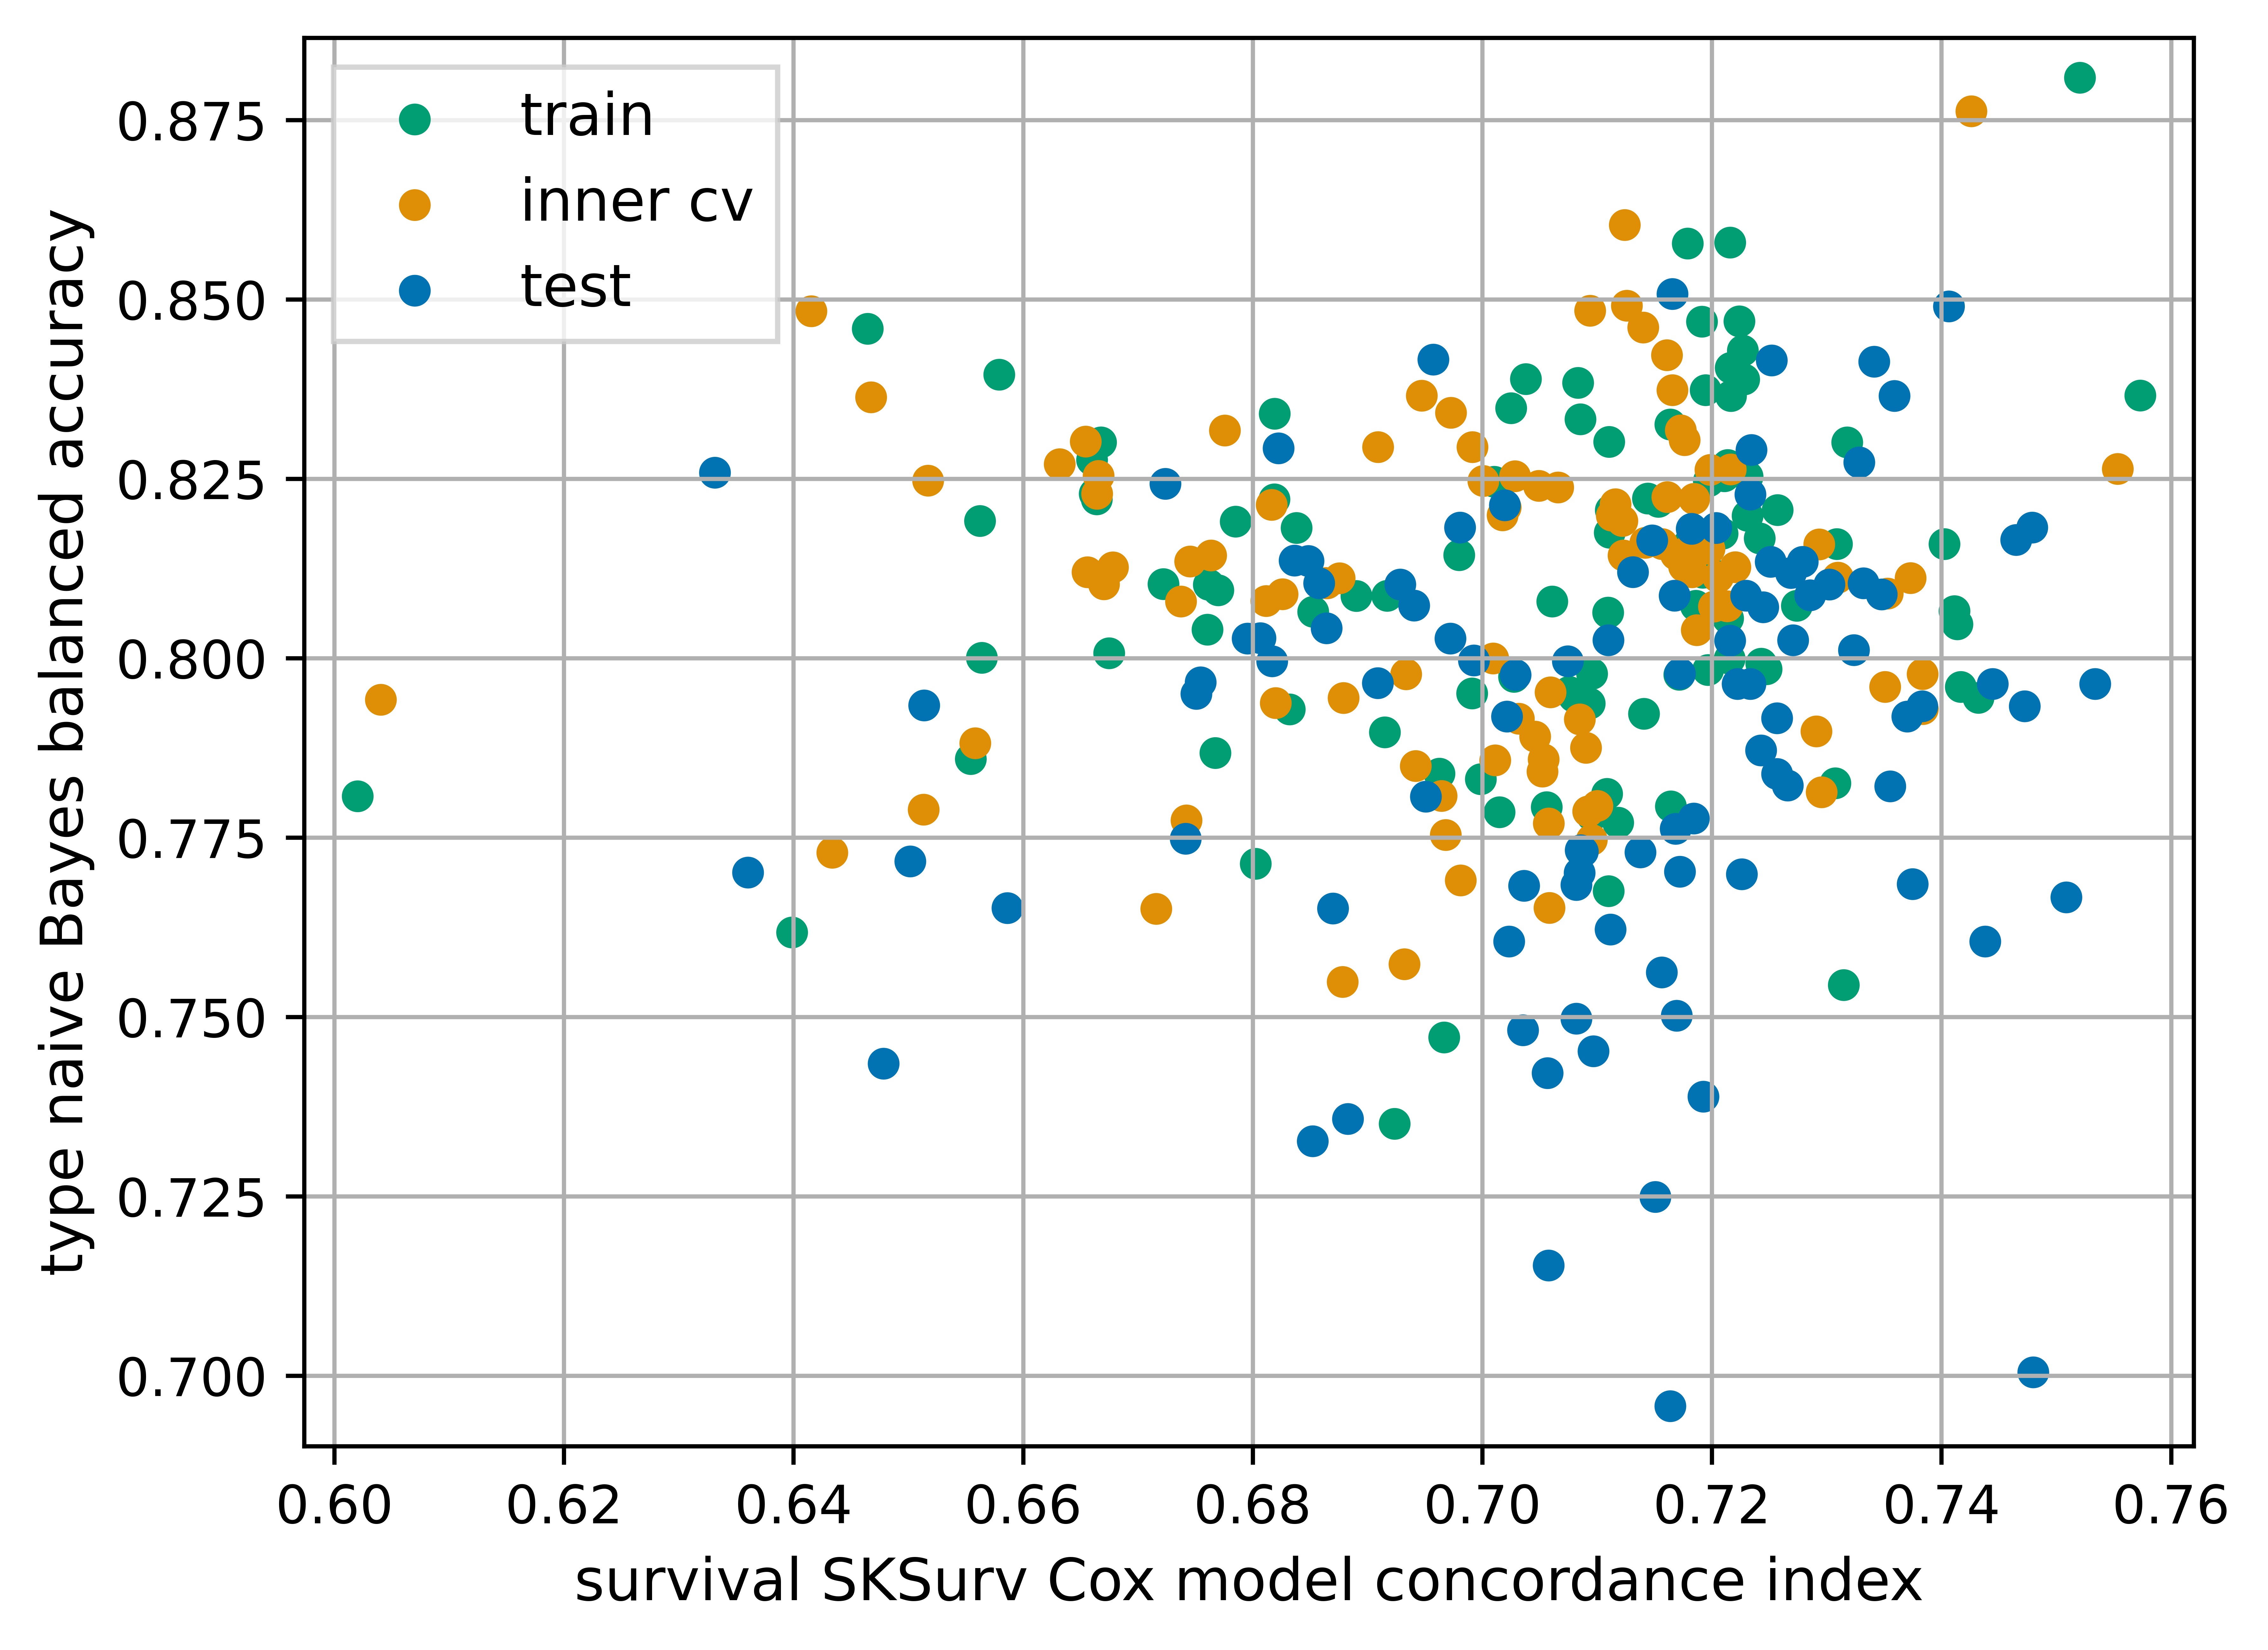 train
inner cv
test
type naive Bayes balanced accuracy
0.875
0.850
0.825
0.800
0.775
0.750
0.725
0.700
0.60 0.62 0.64 0.66 0.68 0.70 0.72 0.74 0.76
survival SKSurv Cox model concordance index